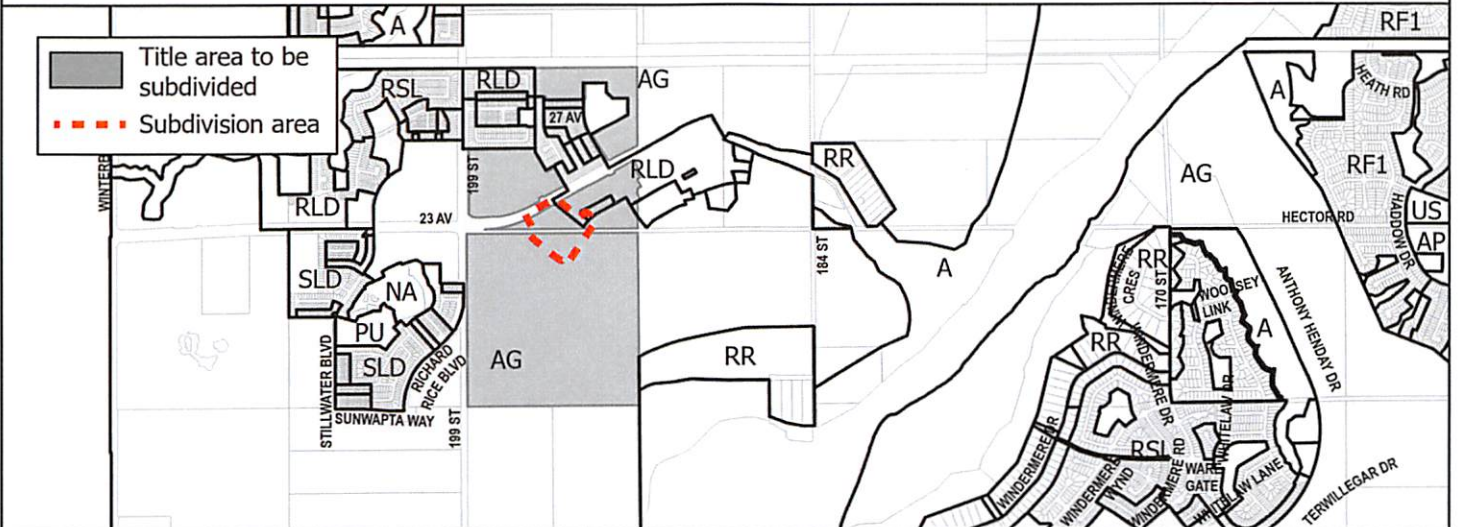 Title area to be
subdivided
Subdivision area
A
RF1
RSL
RLD
AG
27 AV
A
HEATH RD
RF1
RLD
RR
AG
199 ST
RLD
23 AV
HECTOR RD
HADDOW DR
US
AP
184 ST
A
SLD
NA
PU
SLD
STILLWATER BLVD
RICHARD
RICE BLVD
SUNWAPTA WAY
199 ST
AG
RR
RR
CRES
170 ST
WOOLSEY
LINK
A
ANTHONY HENDAY DR
RR
WINDERMERE DR
WHITELAW DR
RSL
WINDERMERE DR
WINDERMERE
WYND
WINDERMERE RD
WARE
GATE
WHITELAW LANE
TERWILLEGAR DR